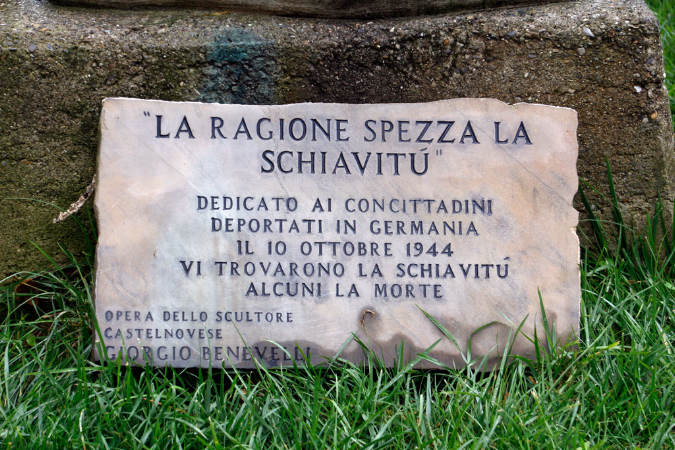 "LA RAGIONE SPEZZA LA
SCHIAVITÚ"
DEDICATO AI CONCITTADINI
DEPORTATI IN GERMANIA
IL 10 OTTOBRE 1944
VI TROVARONO LA SCHIAVITÚ
ALCUNI LA MORTE
OPERA DELLO SCULTORE
CASTELNOVESE
GIORGIO BENEVELLI